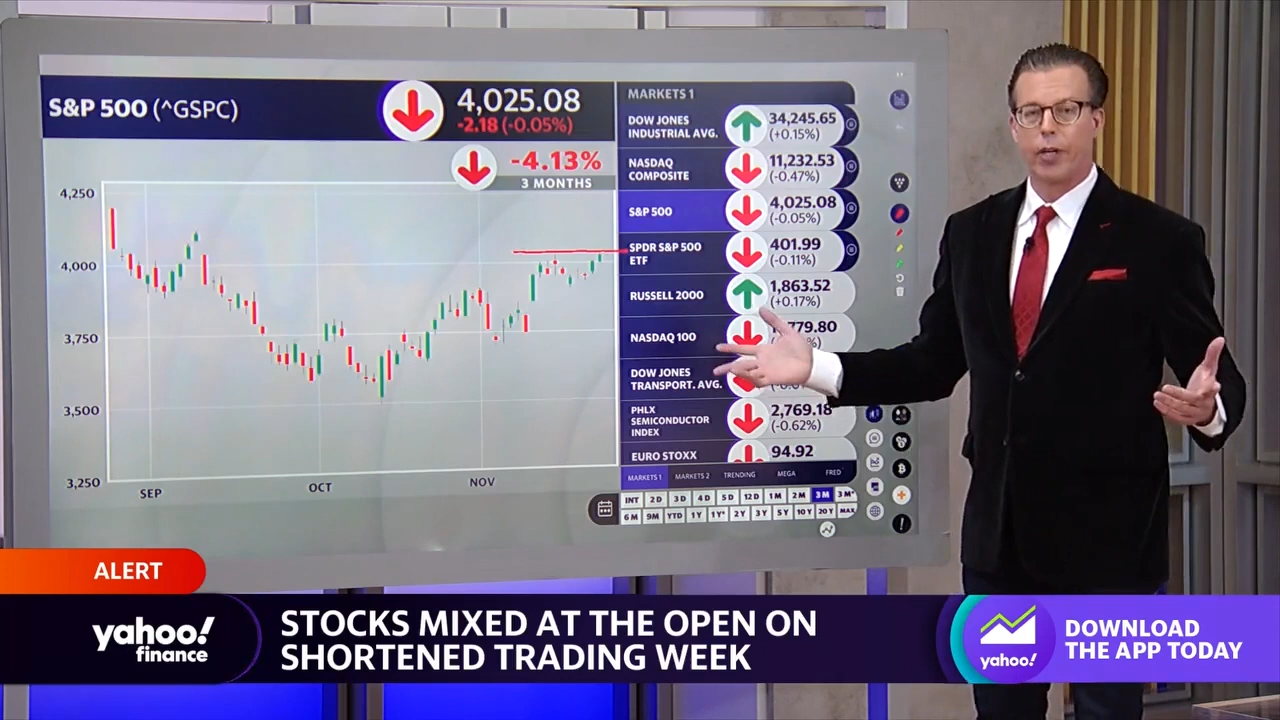 S&P 500 (^GSPC)
4,025.08
-2.18 (-0.05%)
-4.13%
3 MONTHS
4,250
4,000
3,750
3,500
3,250
SEP
OCT
NOV
MARKETS 1
DOW JONES
INDUSTRIAL AVG.
34,245.65
(+0.15%)
NASDAQ
COMPOSITE
11,232.53
(-0.47%)
S&P 500
4,025.08
(-0.05%)
SPDR S&P 500
ETF
401.99
(-0.11%)
RUSSELL 2000
1,863.52
(+0.17%)
NASDAQ 100
779.80
DOW JONES
TRANSPORT. AVG.
PHLX
SEMICONDUCTOR
INDEX
2,769.18
(-0.62%)
EURO STOXX
94.92
MARKETS 1 MARKETS 2 TRENDING MEGA FRED
INT 2D 3D 4D 5D 12D 1M 2M 3M 3M*
6M 9M YTD 1Y 1Y* 2Y 3Y 5Y 10Y 20Y MAX
ALERT
yahoo!
finance
STOCKS MIXED AT THE OPEN ON
SHORTENED TRADING WEEK
yahoo!
DOWNLOAD
THE APP TODAY